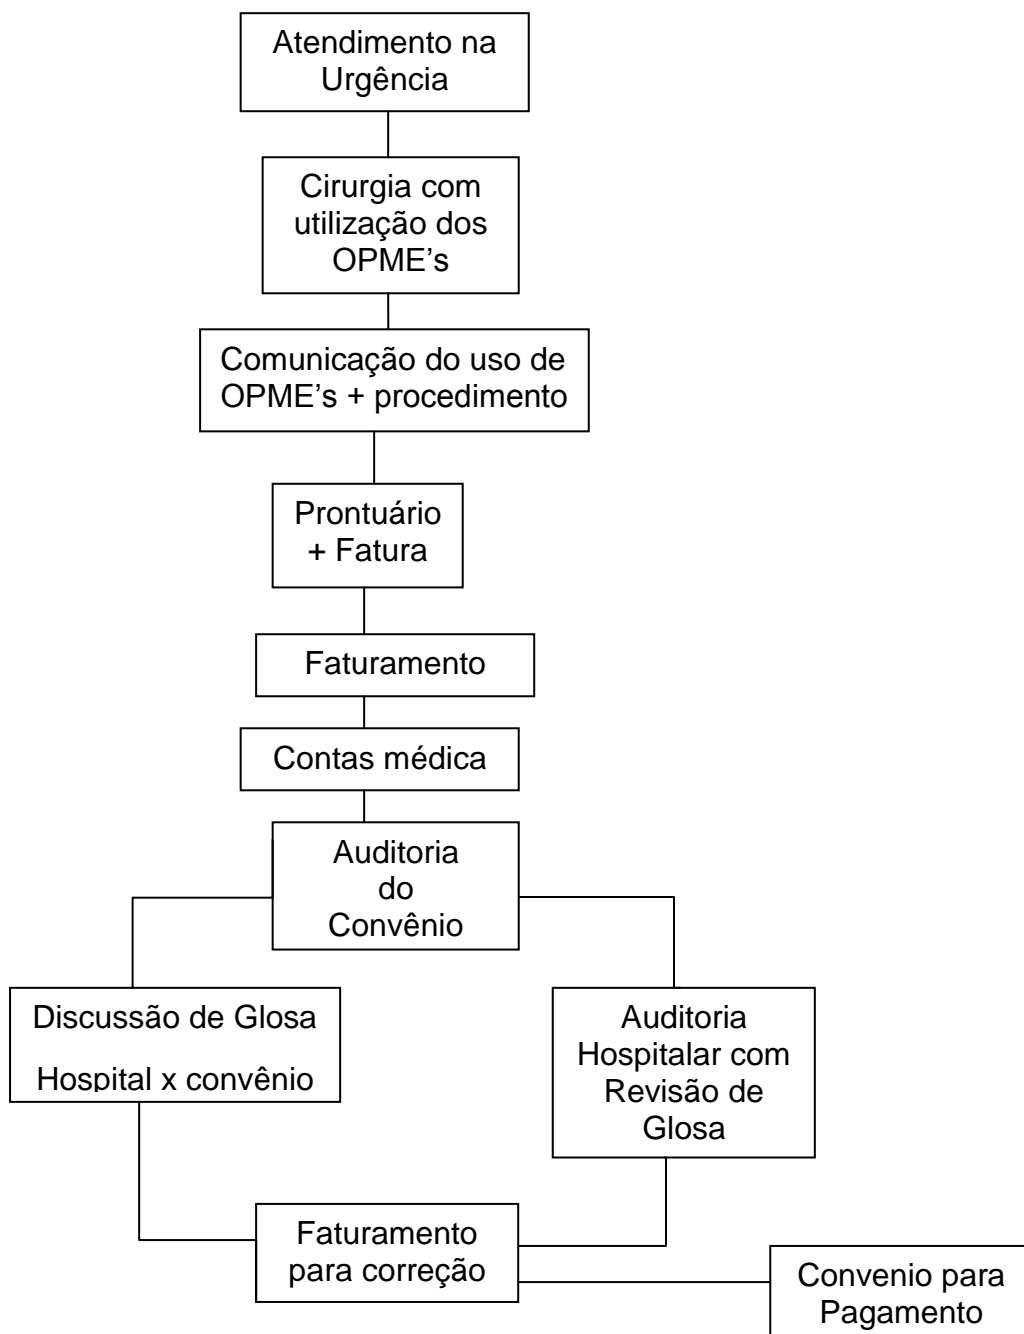 Atendimento na
Urgência
Cirurgia com
utilização dos
OPME’s
Comunicação do uso de
OPME’s + procedimento
Prontuário
+ Fatura
Faturamento
Contas médica
Auditoria
do
Convênio
Discussão de Glosa
Hospital x convênio
Auditoria
Hospitalar com
Revisão de
Glosa
Faturamento
para correção
Convenio para
Pagamento